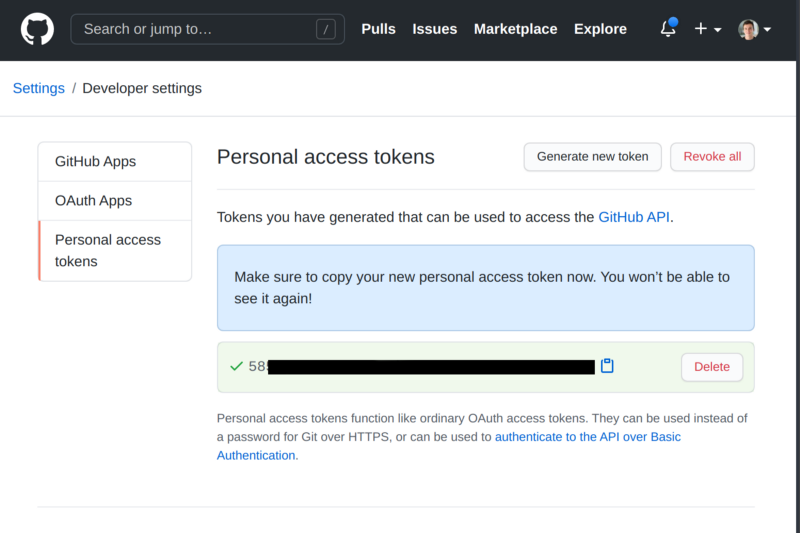 Search or jump to…
/
Pulls
Issues
Marketplace
Explore
Settings / Developer settings
GitHub Apps
OAuth Apps
Personal access
tokens
Personal access tokens
Generate new token
Revoke all
Tokens you have generated that can be used to access the GitHub API.
Make sure to copy your new personal access token now. You won’t be able to
see it again!
58
Delete
Personal access tokens function like ordinary OAuth access tokens. They can be used instead of
a password for Git over HTTPS, or can be used to authenticate to the API over Basic
Authentication.